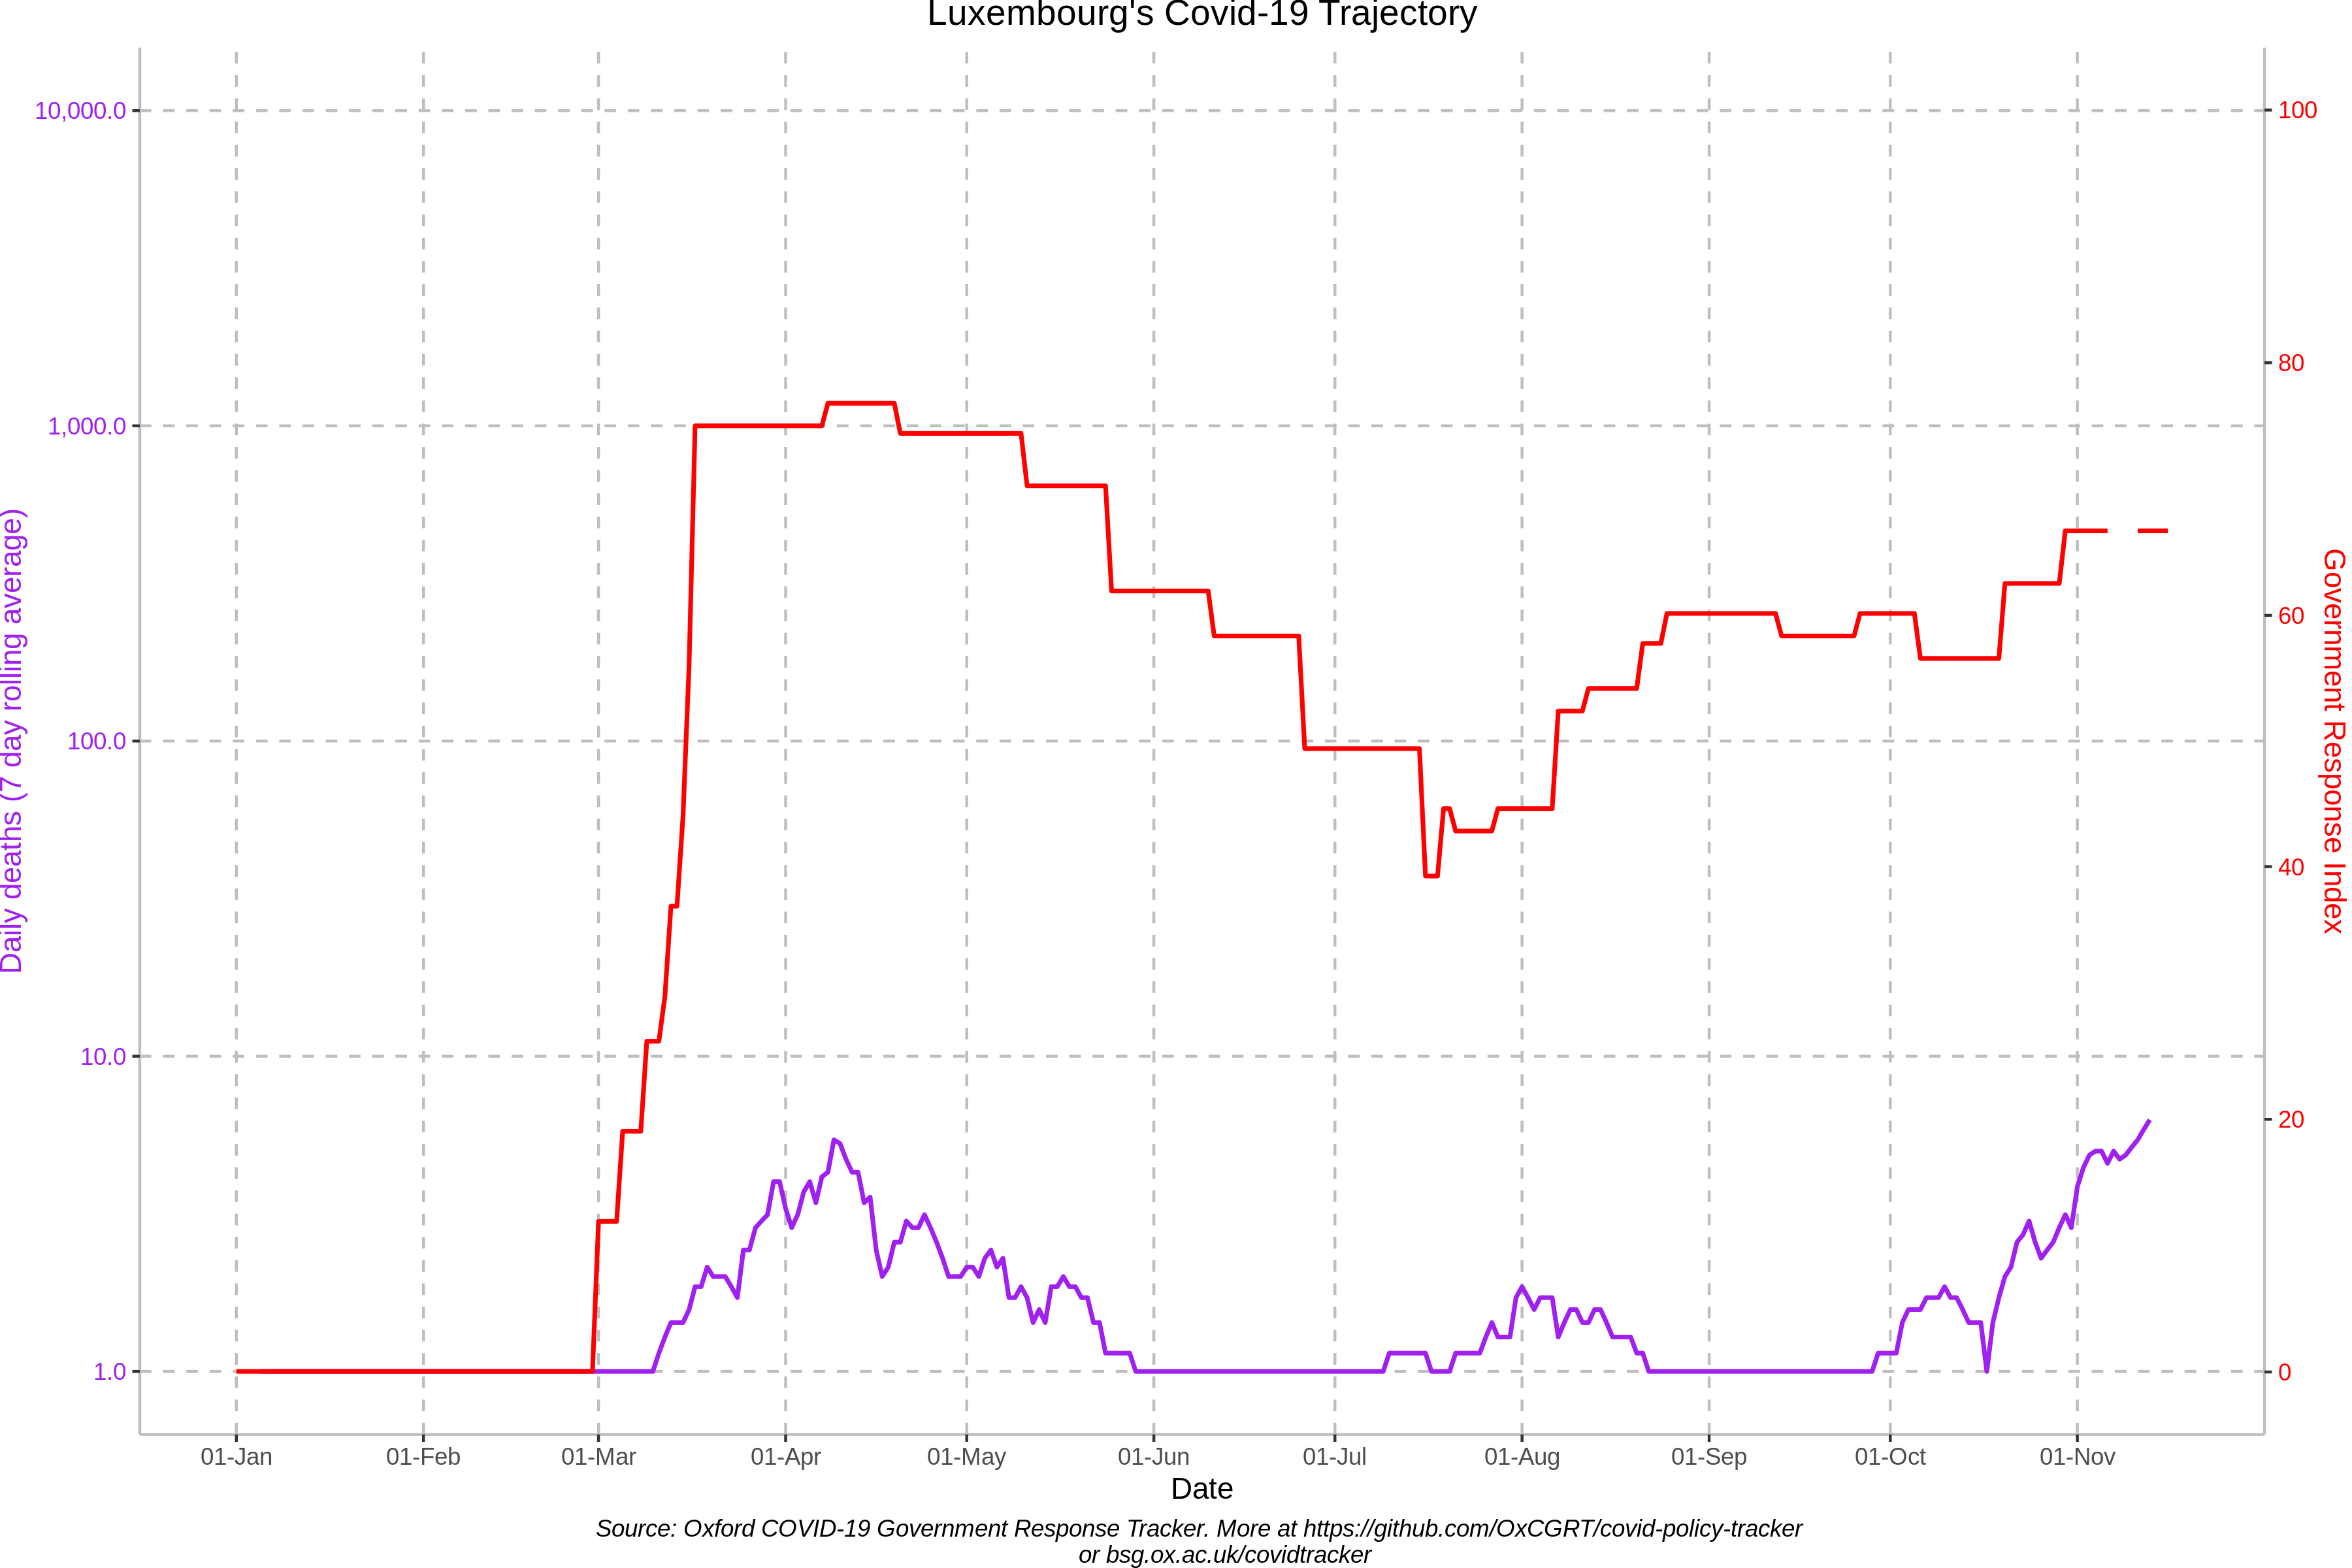 Luxembourg's Covid-19 Trajectory
10,000.0
1,000.0
100.0
10.0
1.0
Daily deaths (7 day rolling average)
100
80
60
40
20
0
Government Response Index
01-Jan 01-Feb 01-Mar 01-Apr 01-May 01-Jun 01-Jul 01-Aug 01-Sep 01-Oct 01-Nov
Date
Source: Oxford COVID-19 Government Response Tracker. More at https://github.com/OxCGRT/covid-policy-tracker
or bsg.ox.ac.uk/covidtracker